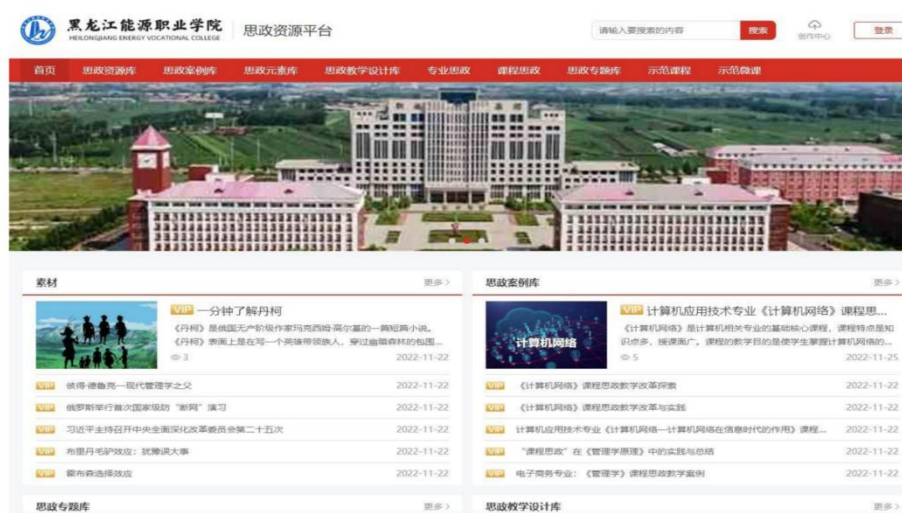 黑龙江能源职业学院
HEILONGJIANG ENERGY VOCATIONAL COLLEGE
思政资源平台
请输入要搜索的内容
搜索
创作中心
登录
首页 思政资源库 思政案例库 思政元素库 思政教学设计库 专业思政 课程思政 思政专题库 示范课程 示范微课
素材 更多>
VIP 一分钟了解丹柯
《丹柯》是俄国无产阶级作家玛克西姆·高尔基的一篇短篇小说。
《丹柯》表面上是在写一个英雄带领族人,穿过幽暗森林的包围...
3 2022-11-22
VIP 彼得·德鲁克—现代管理学之父 2022-11-22
VIP 俄罗斯举行首次国家级防“断网”演习 2022-11-22
VIP 习近平主持召开中央全面深化改革委员会第二十五次 2022-11-22
VIP 布里丹毛驴效应:犹豫误大事 2022-11-22
VIP 霍布森选择效应 2022-11-22
思政案例库 更多>
计算机网络
VIP 计算机应用技术专业《计算机网络》课程思...
《计算机网络》是计算机相关专业的基础核心课程,课程特点是知
识点多,授课面广。课程的教学目的是使学生掌握计算机网络的...
5 2022-11-25
VIP 《计算机网络》课程思政教学改革探索 2022-11-22
VIP 《计算机网络》课程思政教学改革与实践 2022-11-22
VIP 计算机应用技术专业《计算机网络—计算机网络在信息时代的作用》课程... 2022-11-22
VIP “课程思政”在《管理学原理》中的实践与总结 2022-11-22
VIP 电子商务专业:《管理学》课程思政教学案例 2022-11-22
思政专题库 更多>
思政教学设计库 更多>